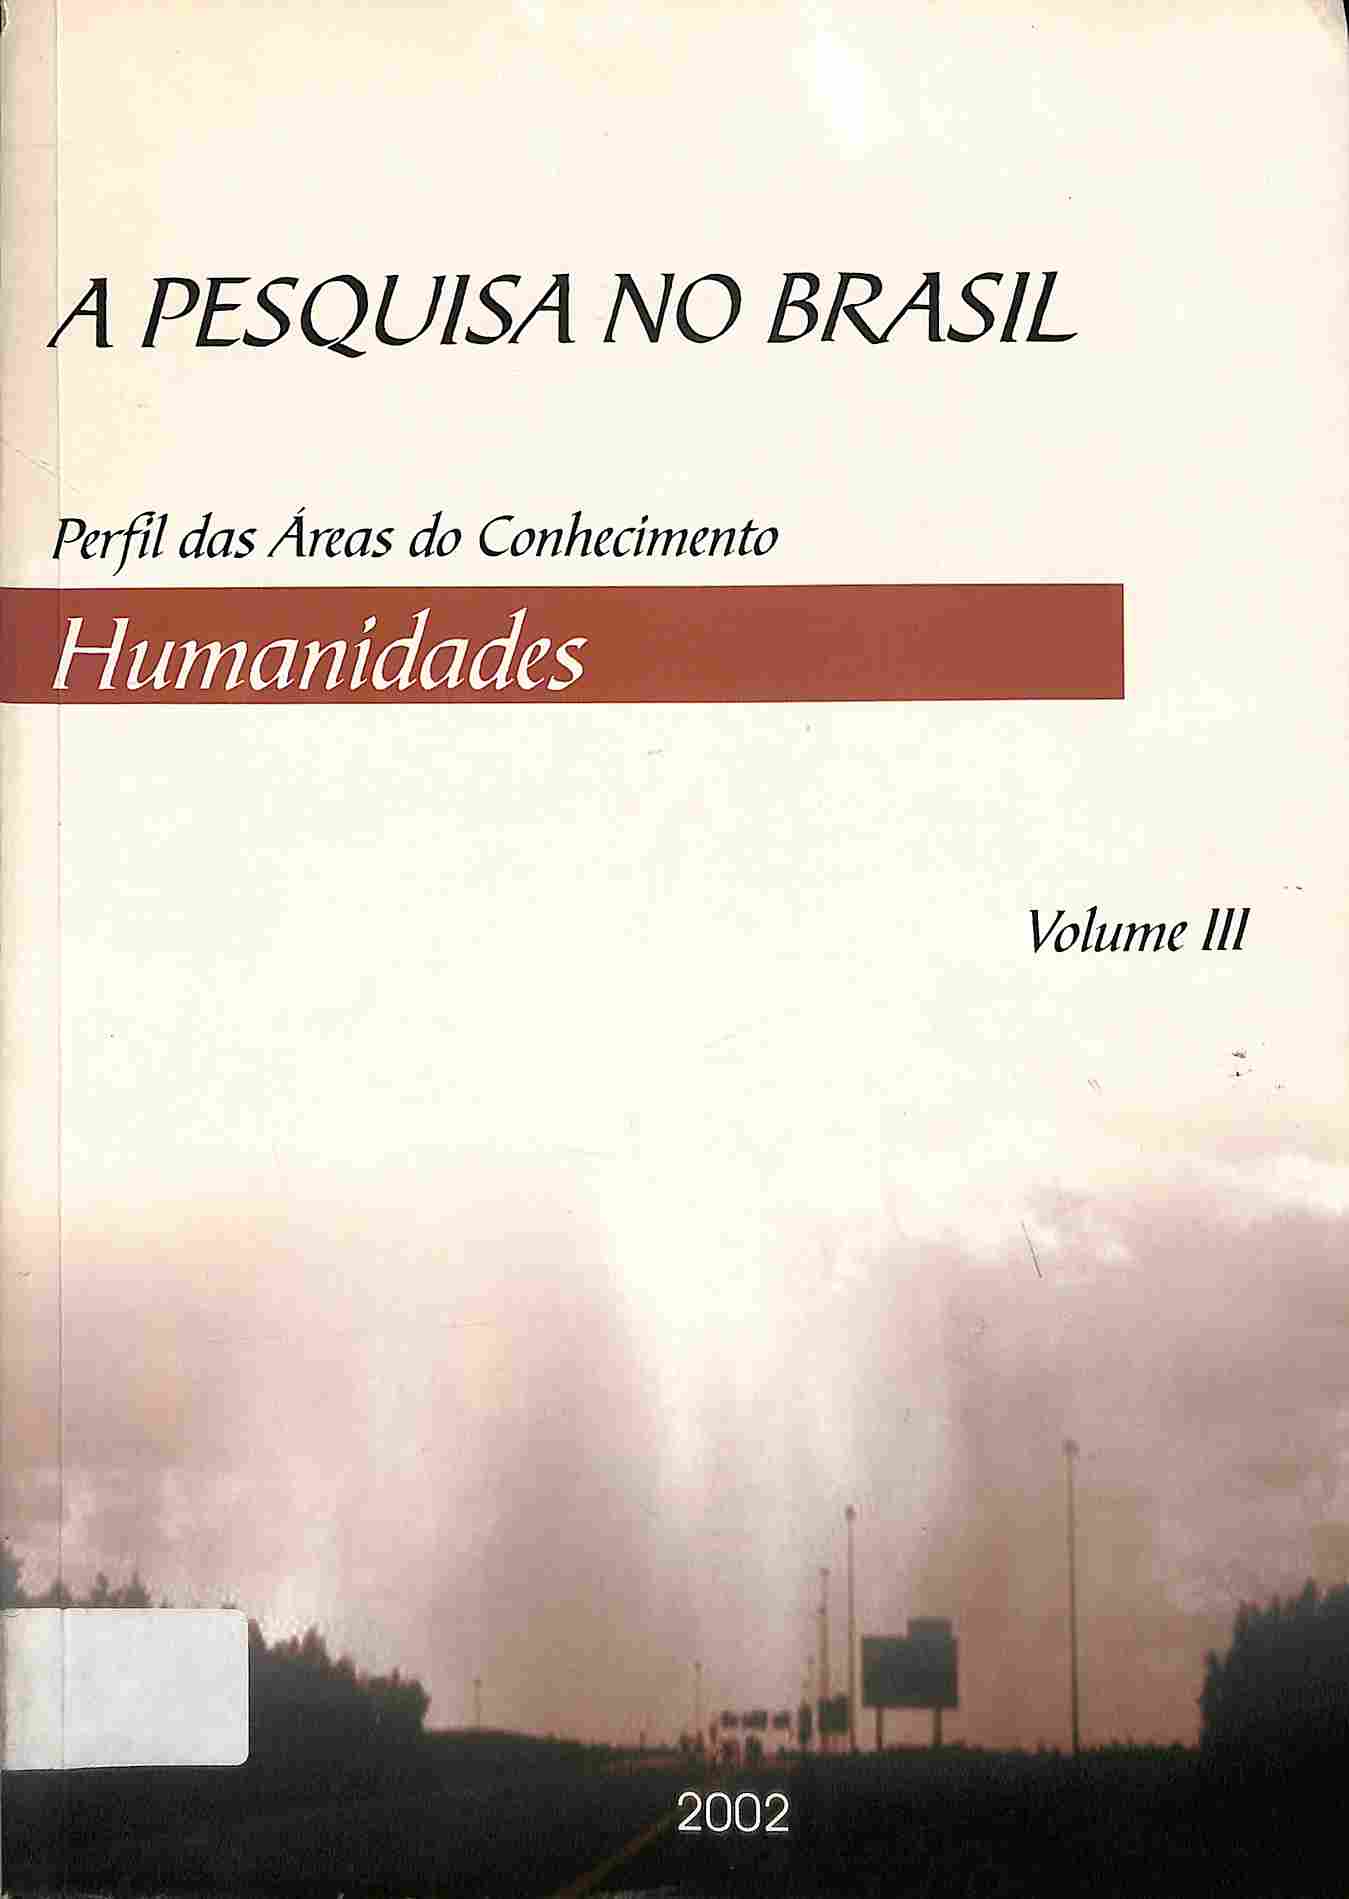 A PESQUISA NO BRASIL
Perfil das Áreas do Conhecimento
Humanidades
Volume III
2002